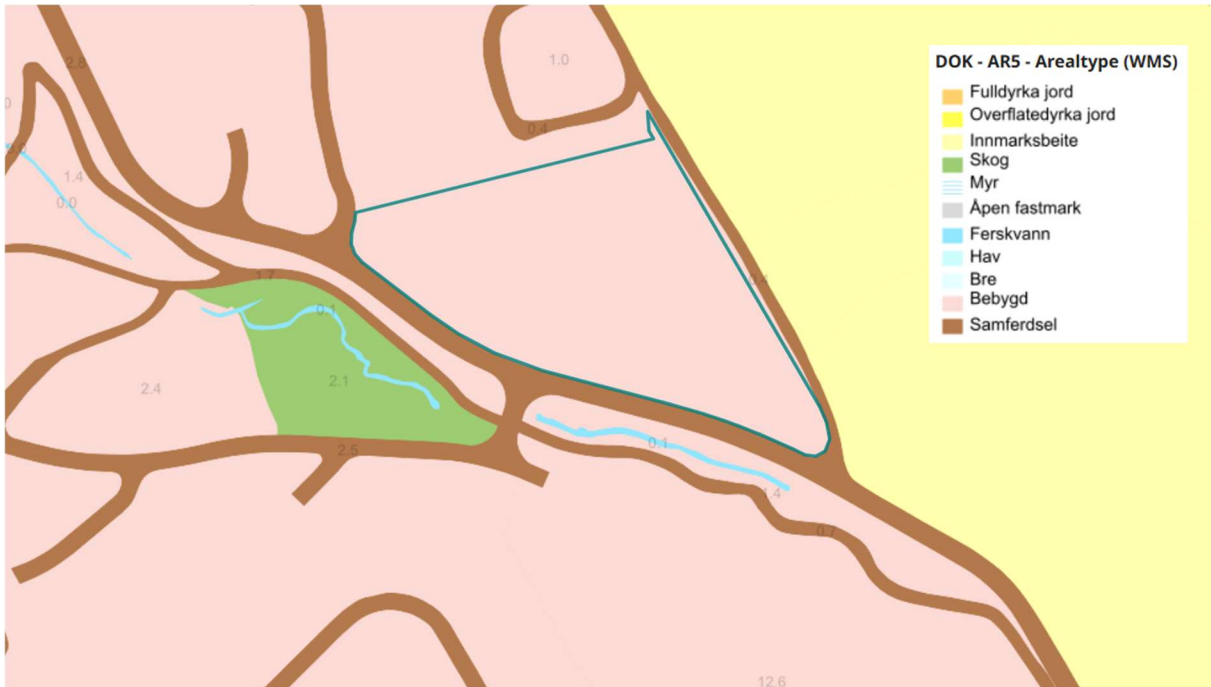 DOK - AR5 - Arealtype (WMS)
Fulldyrka jord
Overflatedyrka jord
Innmarksbeite
Skog
Myr
Åpen fastmark
Ferskvann
Hav
Bre
Bebygd
Samferdsel
2.8
1.0
0.4
1.4
0.0
1.7
0.1
2.1
2.4
2.5
0.1
0.7
12.6